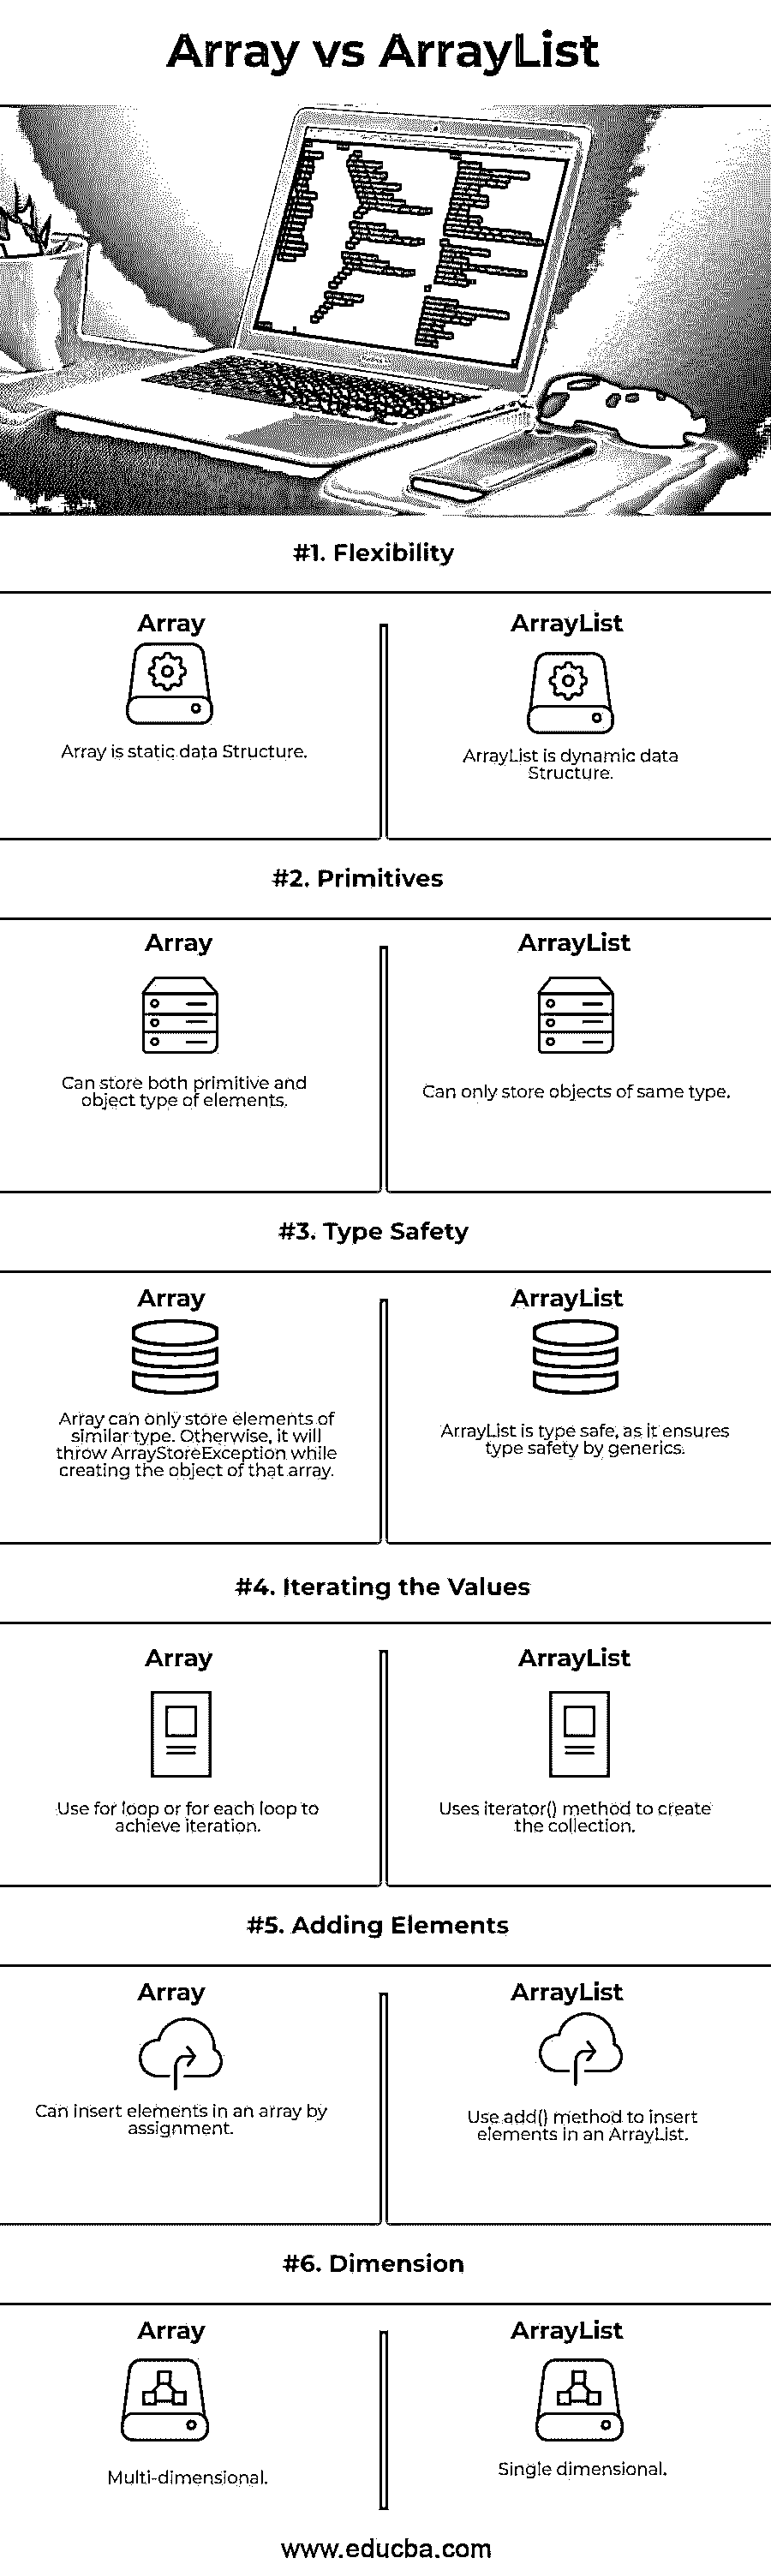 Array vs ArrayList
#1. Flexibility
Array
Array is static data Structure.
ArrayList
ArrayList is dynamic data
Structure.
#2. Primitives
Array
Can store both primitive and
object type of elements.
ArrayList
Can only store objects of same type.
#3. Type Safety
Array
Array can only store elements of
similar type. Otherwise, it will
throw ArrayStoreException while
creating the object of that array.
ArrayList
ArrayList is type safe, as it ensures
type safety by generics.
#4. Iterating the Values
Array
Use for loop or for each loop to
achieve iteration.
ArrayList
Uses iterator() method to create
the collection.
#5. Adding Elements
Array
Can insert elements in an array by
assignment.
ArrayList
Use add() method to insert
elements in an ArrayList.
#6. Dimension
Array
Multi-dimensional.
ArrayList
Single dimensional.
www.educba.com